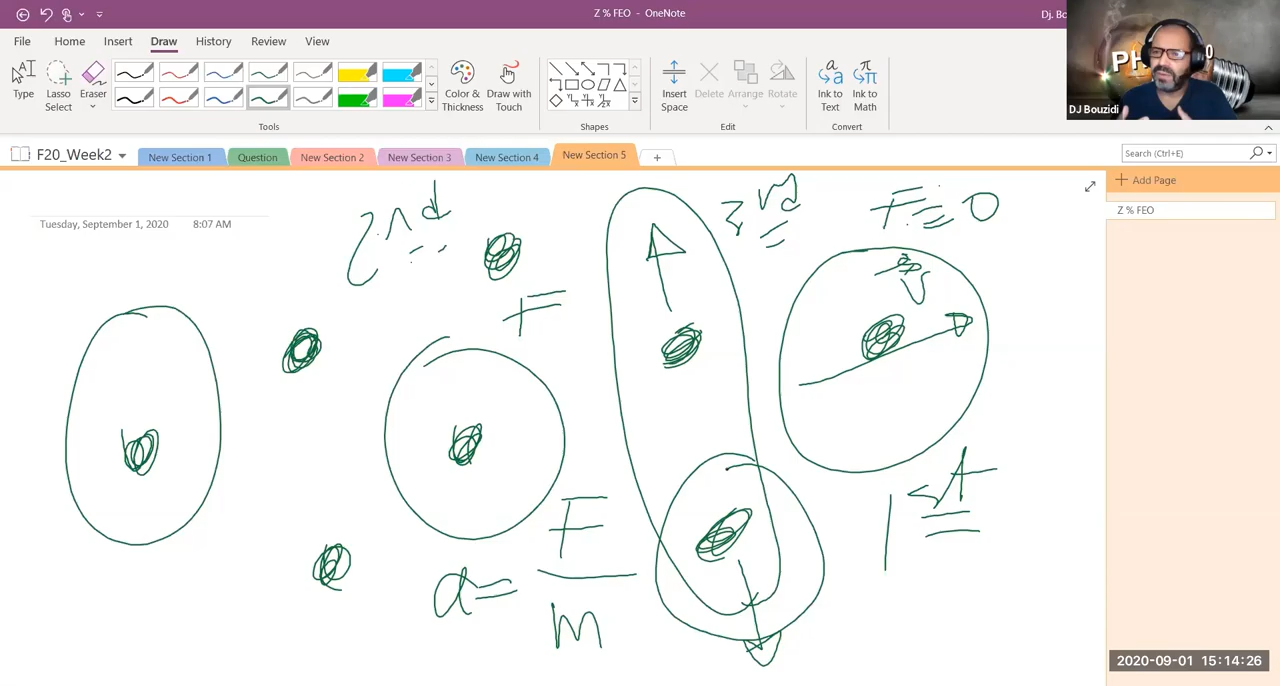 Z % FEO - OneNote
Dj. Bo
File Home Insert Draw History Review View
Type
Lasso Select
Eraser
Color & Thickness
Draw with Touch
Insert Space
Delete
Arrange
Rotate
Ink to Text
Ink to Math
Tools
Shapes
Edit
Convert
DJ Bouzidi
F20_Week2
New Section 1
Question
New Section 2
New Section 3
New Section 4
New Section 5
Search (Ctrl+E)
Add Page
Z % FEO
Tuesday, September 1, 2020 8:07 AM
2nd
3rd
F = 0
V
F
1st
a = F
m
2020-09-01 15:14:26